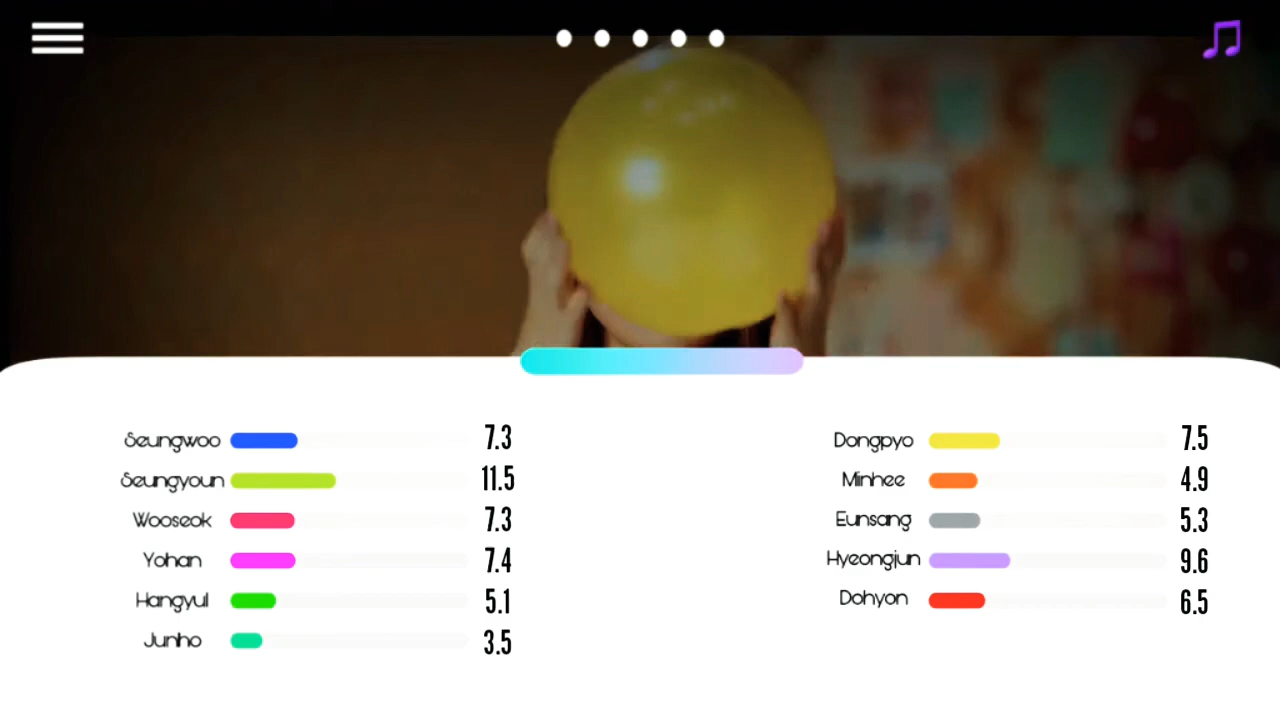 Seungwoo 7.3
Seungyoun 11.5
Wooseok 7.3
Yohan 7.4
Hangyul 5.1
Junho 3.5
Dongpyo 7.5
Minhee 4.9
Eunsang 5.3
Hyeongjun 9.6
Dohyon 6.5